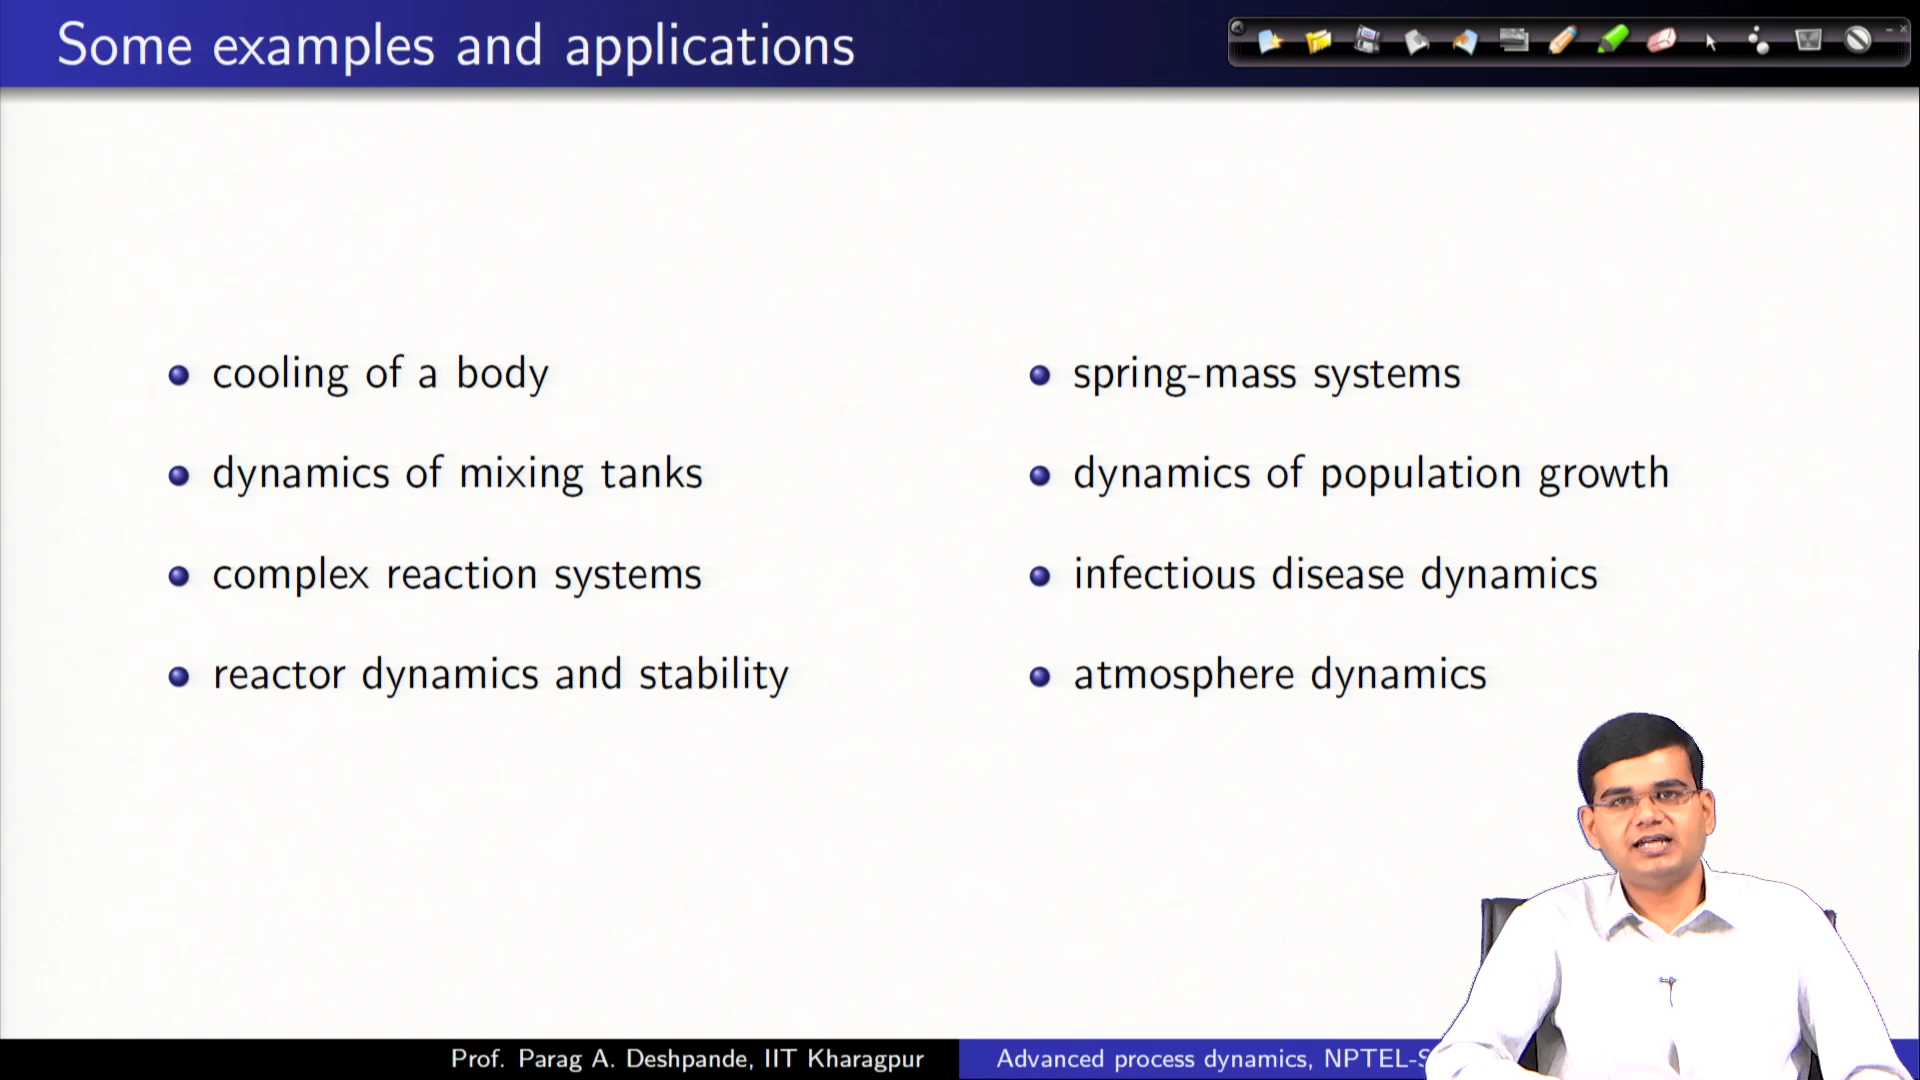 Some examples and applications
cooling of a body
dynamics of mixing tanks
complex reaction systems
reactor dynamics and stability
spring-mass systems
dynamics of population growth
infectious disease dynamics
atmosphere dynamics
Prof. Parag A. Deshpande, IIT Kharagpur
Advanced process dynamics,